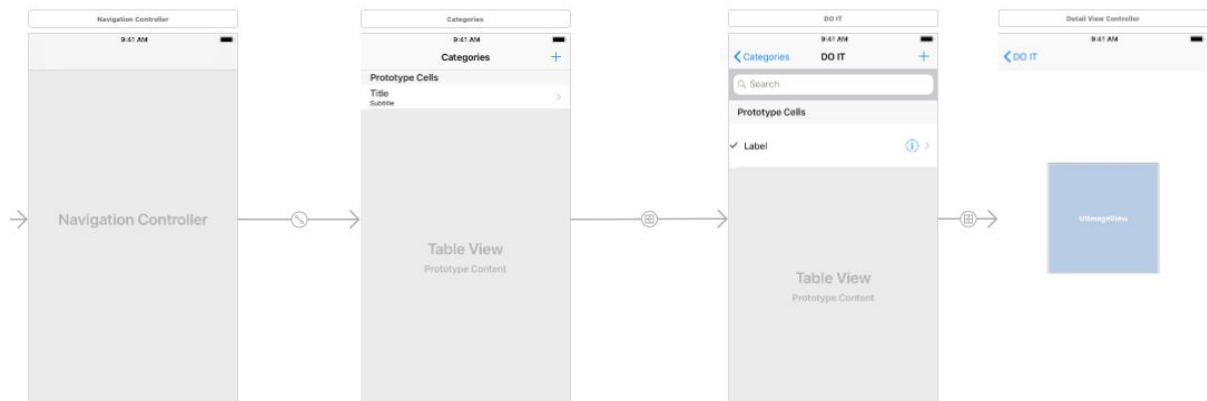 Navigation Controller
9:41 AM
Navigation Controller
Categories
9:41 AM
Categories +
Prototype Cells
Title
Subtitle
Table View
Prototype Content
DO IT
9:41 AM
Categories DO IT +
Search
Prototype Cells
Label
Table View
Prototype Content
Detail View Controller
9:41 AM
DO IT
UIImageView